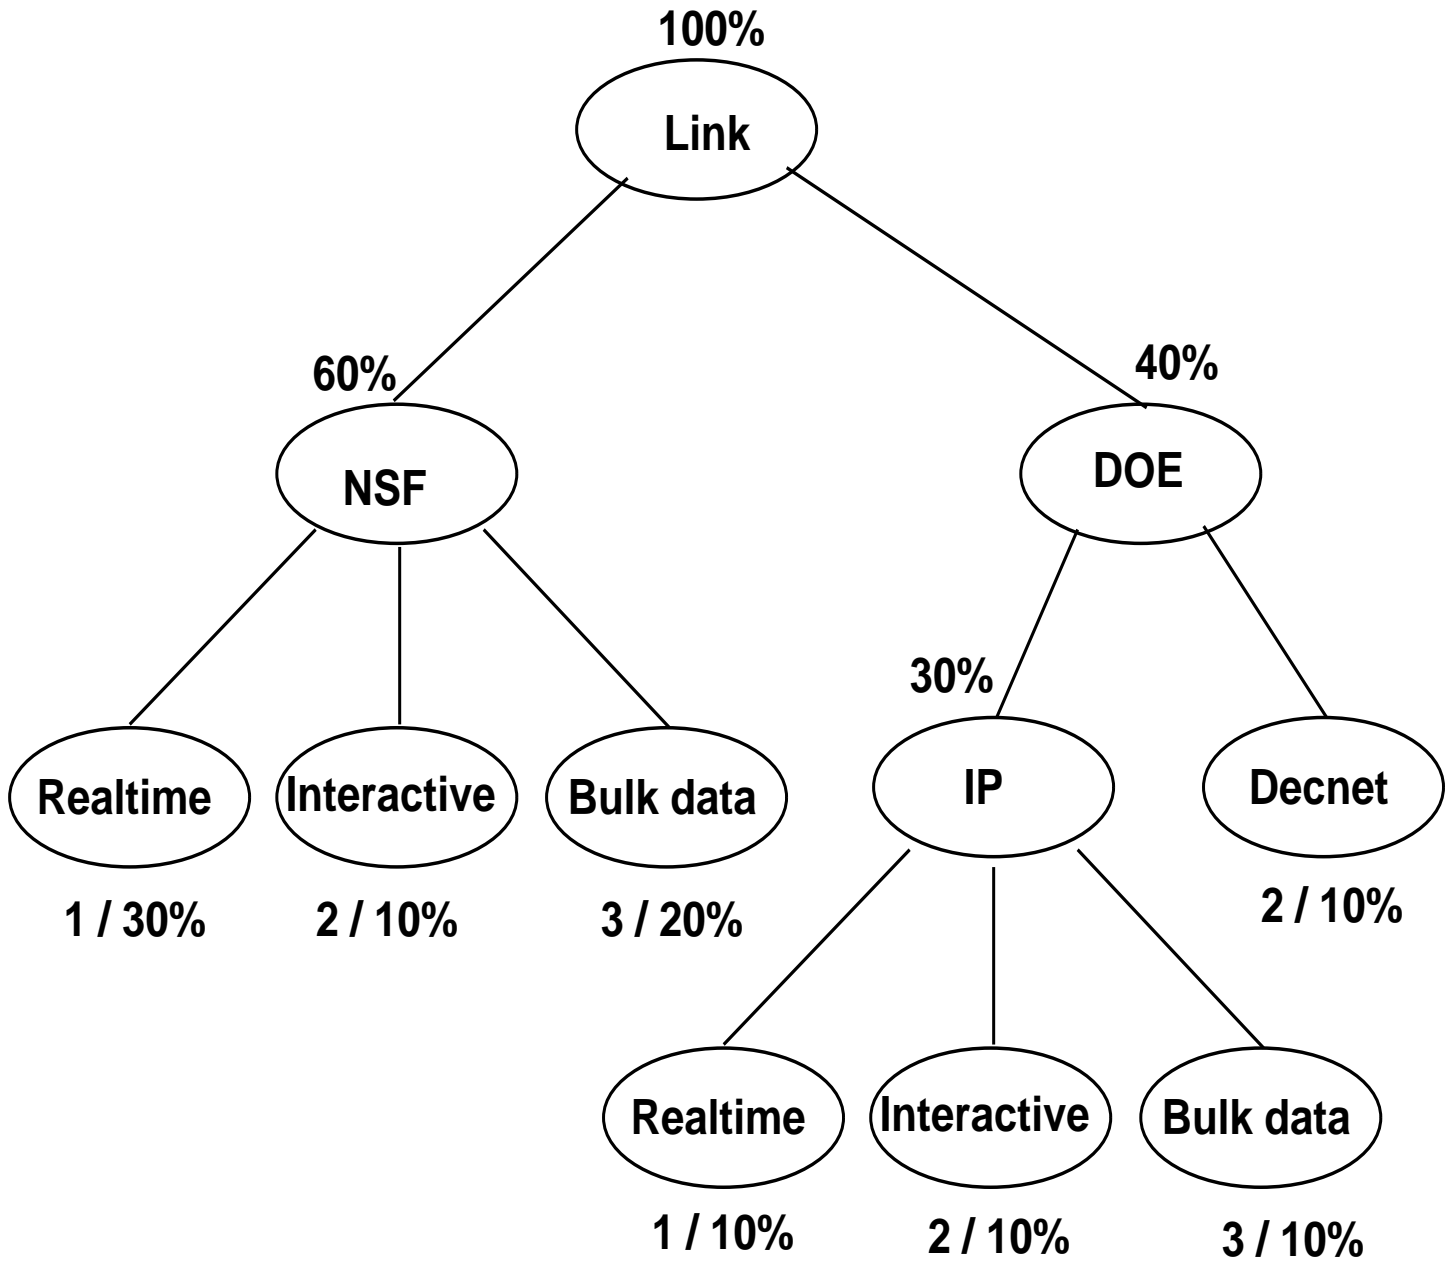 100%
Link
60%
40%
NSF
DOE
30%
Realtime
Interactive
Bulk data
IP
Decnet
1 / 30%
2 / 10%
3 / 20%
2 / 10%
Realtime
Interactive
Bulk data
1 / 10%
2 / 10%
3 / 10%